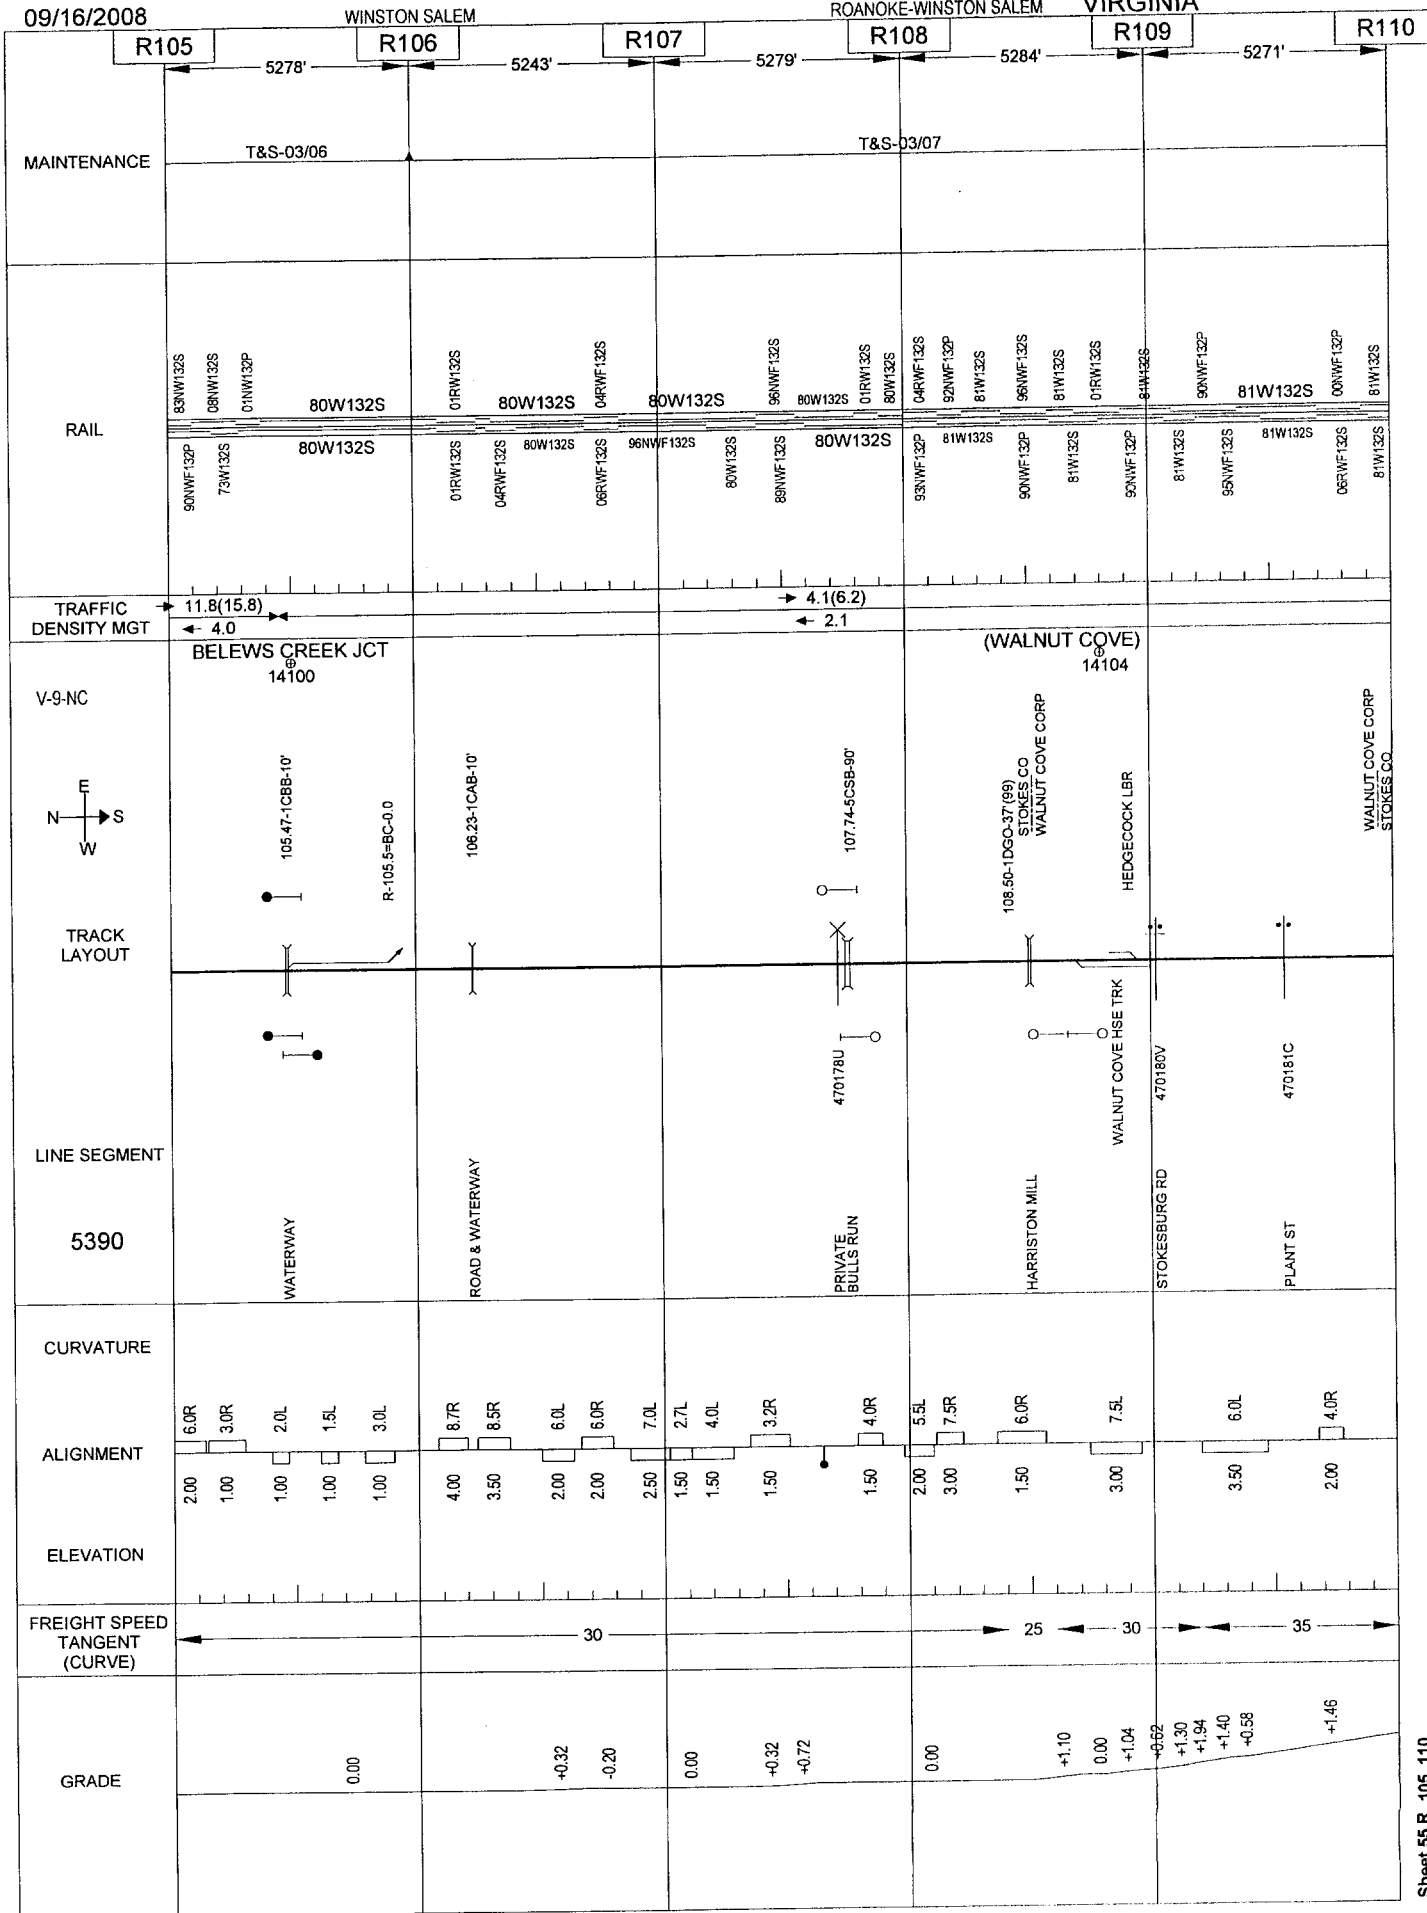 09/16/2008
WINSTON SALEM
ROANOKE-WINSTON SALEM
VIRGINIA
R105
R106
R107
R108
R109
R110
5278'
5243'
5279'
5284'
5271'
MAINTENANCE
T&S-03/06
T&S-03/07
RAIL
83NW132S
08NW132S
01NW132P
80W132S
01RW132S
80W132S
04RWF132S
80W132S
96NWF132S
80W132S
01RW132S
80W132S
04RWF132S
92NWF132P
81W132S
96NWF132S
81W132S
01RW132S
81W132S
90NWF132P
81W132S
00NWF132P
81W132S
90NWF132P
73W132S
80W132S
01RW132S
04RWF132S
80W132S
06RWF132S
96NWF132S
80W132S
89NWF132S
80W132S
93NWF132P
81W132S
90NWF132P
81W132S
90NWF132P
81W132S
95NWF132S
81W132S
06RWF132S
81W132S
TRAFFIC
DENSITY MGT
11.8(15.8)
4.0
4.1(6.2)
2.1
BELEWS CREEK JCT
14100
(WALNUT COVE)
14104
V-9-NC
E
N
S
W
105.47-1CBB-10'
R-105.5=BC-0.0
106.23-1CAB-10'
107.74-5CSB-90'
108.50-1DGO-37'(99)
STOKES CO
WALNUT COVE CORP
HEDGECOCK LBR
WALNUT COVE CORP
STOKES CO
TRACK
LAYOUT
470178U
WALNUT COVE HSE TRK
470180V
470181C
LINE SEGMENT
5390
WATERWAY
ROAD & WATERWAY
PRIVATE
BULLS RUN
HARRISTON MILL
STOKESBURG RD
PLANT ST
CURVATURE
6.0R
3.0R
2.0L
1.5L
3.0L
8.7R
8.5R
6.0L
6.0R
7.0L
2.7L
4.0L
3.2R
4.0R
5.5L
7.5R
6.0R
7.5L
6.0L
4.0R
ALIGNMENT
2.00
1.00
1.00
1.00
1.00
4.00
3.50
2.00
2.00
2.50
1.50
1.50
1.50
1.50
2.00
3.00
1.50
3.00
3.50
2.00
ELEVATION
FREIGHT SPEED
TANGENT
(CURVE)
30
25
30
35
GRADE
0.00
+0.32
-0.20
0.00
+0.32
+0.72
0.00
+1.10
0.00
+1.04
+0.62
+1.30
+1.94
+1.40
+0.58
+1.46
Sheet 55 R_105_110